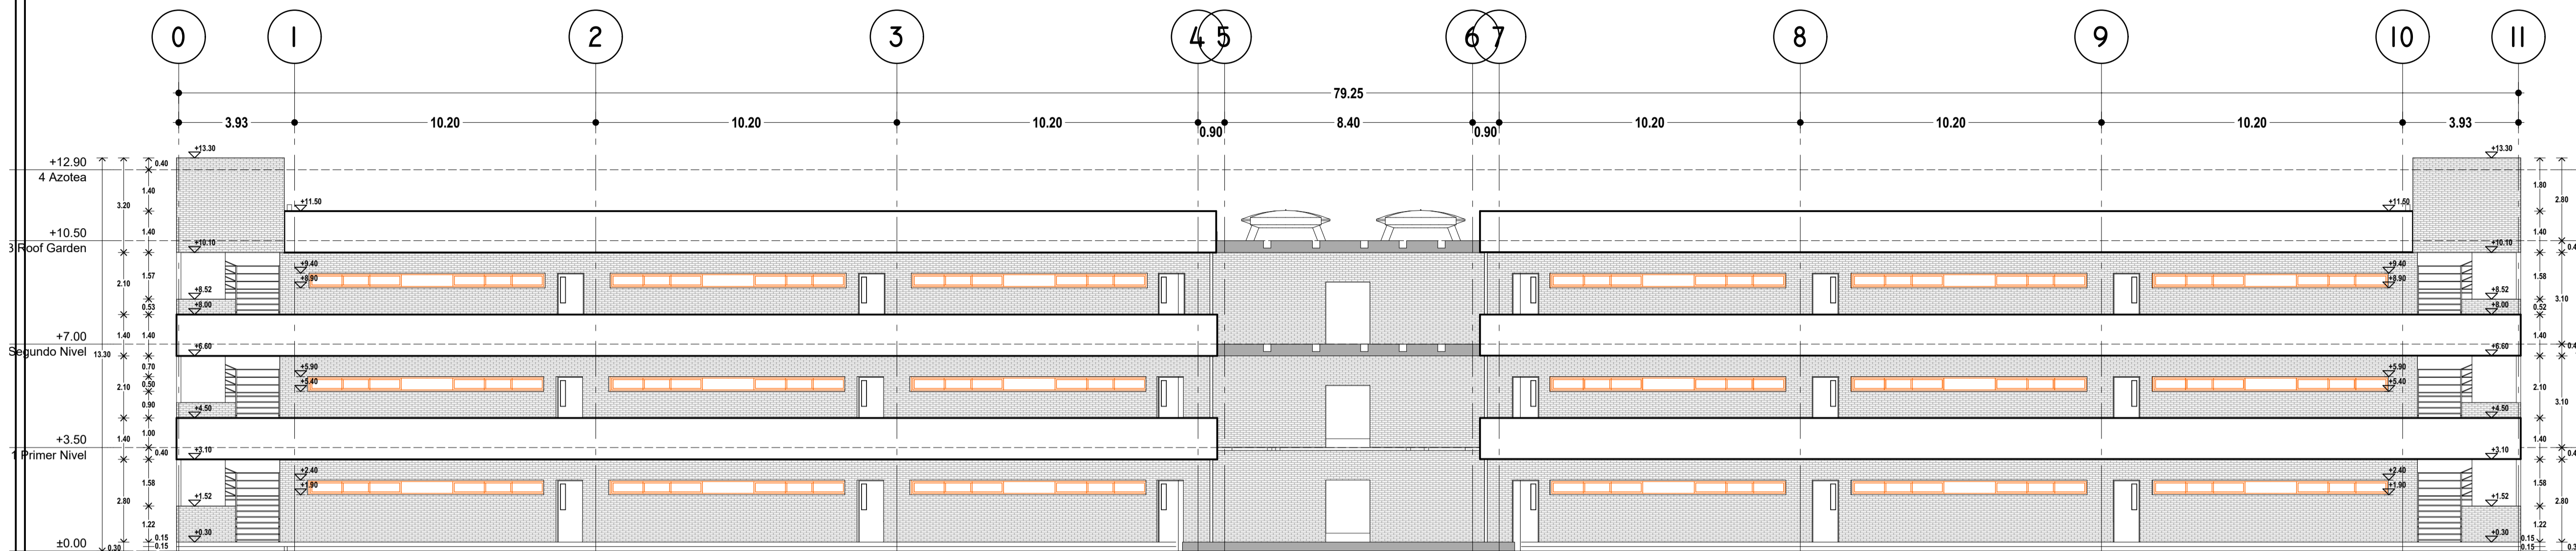 0 1 2 3 4 5 6 7 8 9 10 11
79.25
3.93 10.20 10.20 10.20 0.90 8.40 0.90 10.20 10.20 10.20 3.93
+13.30 +13.30
+12.90 0.40
4 Azotea
1.40 1.80
3.20 2.80
+11.50 +11.50
+10.50 1.40 1.40
3 Roof Garden
+10.10 +10.10
+9.40 +9.40
1.57 +8.90 +8.90 1.58
2.10
+8.52 +8.52 3.10
0.53 +8.00 +8.00 0.52
+7.00 1.40 1.40 1.40
Segundo Nivel 13.30 +6.60 +6.60
0.70
+5.90 +5.90
2.10 0.50 +5.40 +5.40 2.10
0.90 3.10
+4.50 +4.50
+3.50 1.40 1.00 1.40
1 Primer Nivel 0.40 +3.10 +3.10
+2.40 +2.40
1.58 +1.90 +1.90 1.58
2.80 +1.52 +1.52 2.80
1.22 1.22
+0.30 +0.30
±0.00 0.15 0.15
0.30 0.15 0.15